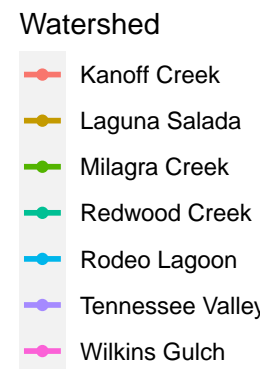 Watershed
Kanoff Creek
Laguna Salada
Milagra Creek
Redwood Creek
Rodeo Lagoon
Tennessee Valley
Wilkins Gulch